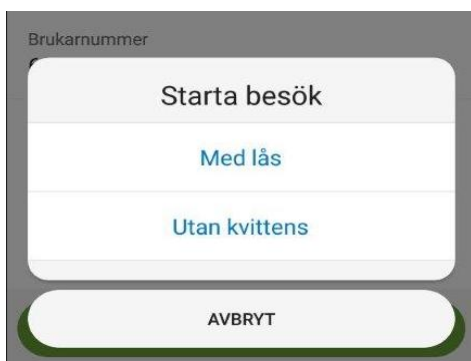 Brukarnummer
Starta besök
Med lås
Utan kvittens
AVBRYT